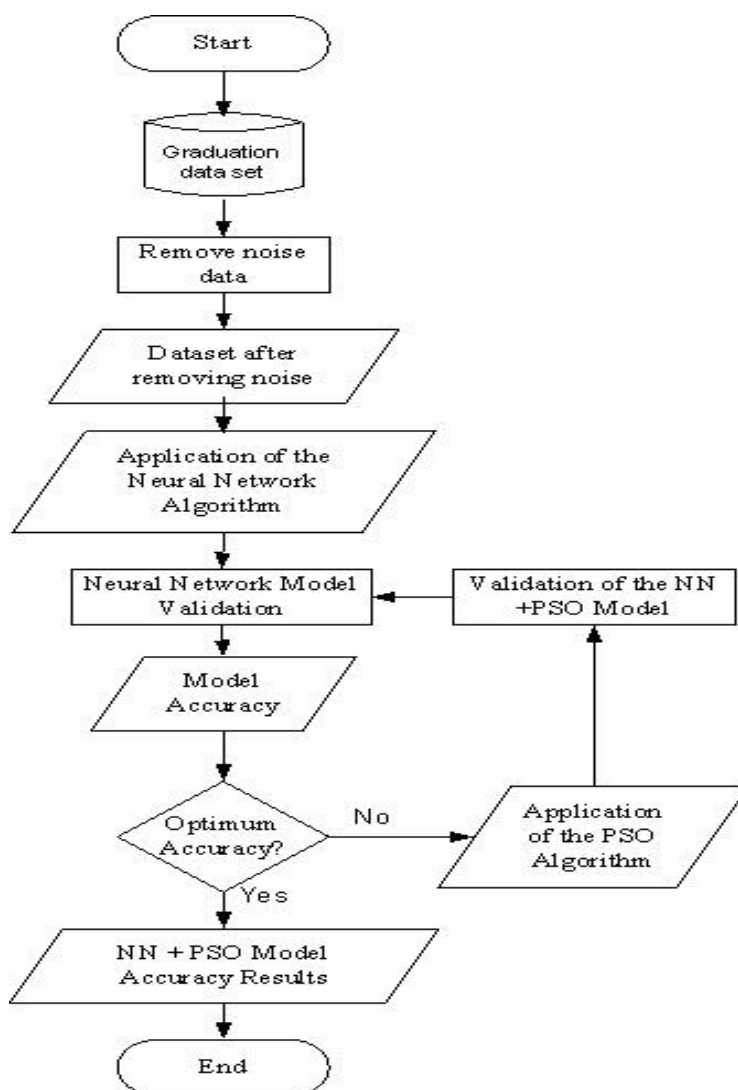 Start
Graduation
data set
Remove noise
data
Dataset after
removing noise
Application of the
Neural Network
Algorithm
Neural Network Model
Validation
Validation of the NN
+PSO Model
Model
Accuracy
Optimum
Accuracy?
No
Application
of the PSO
Algorithm
Yes
NN + PSO Model
Accuracy Results
End